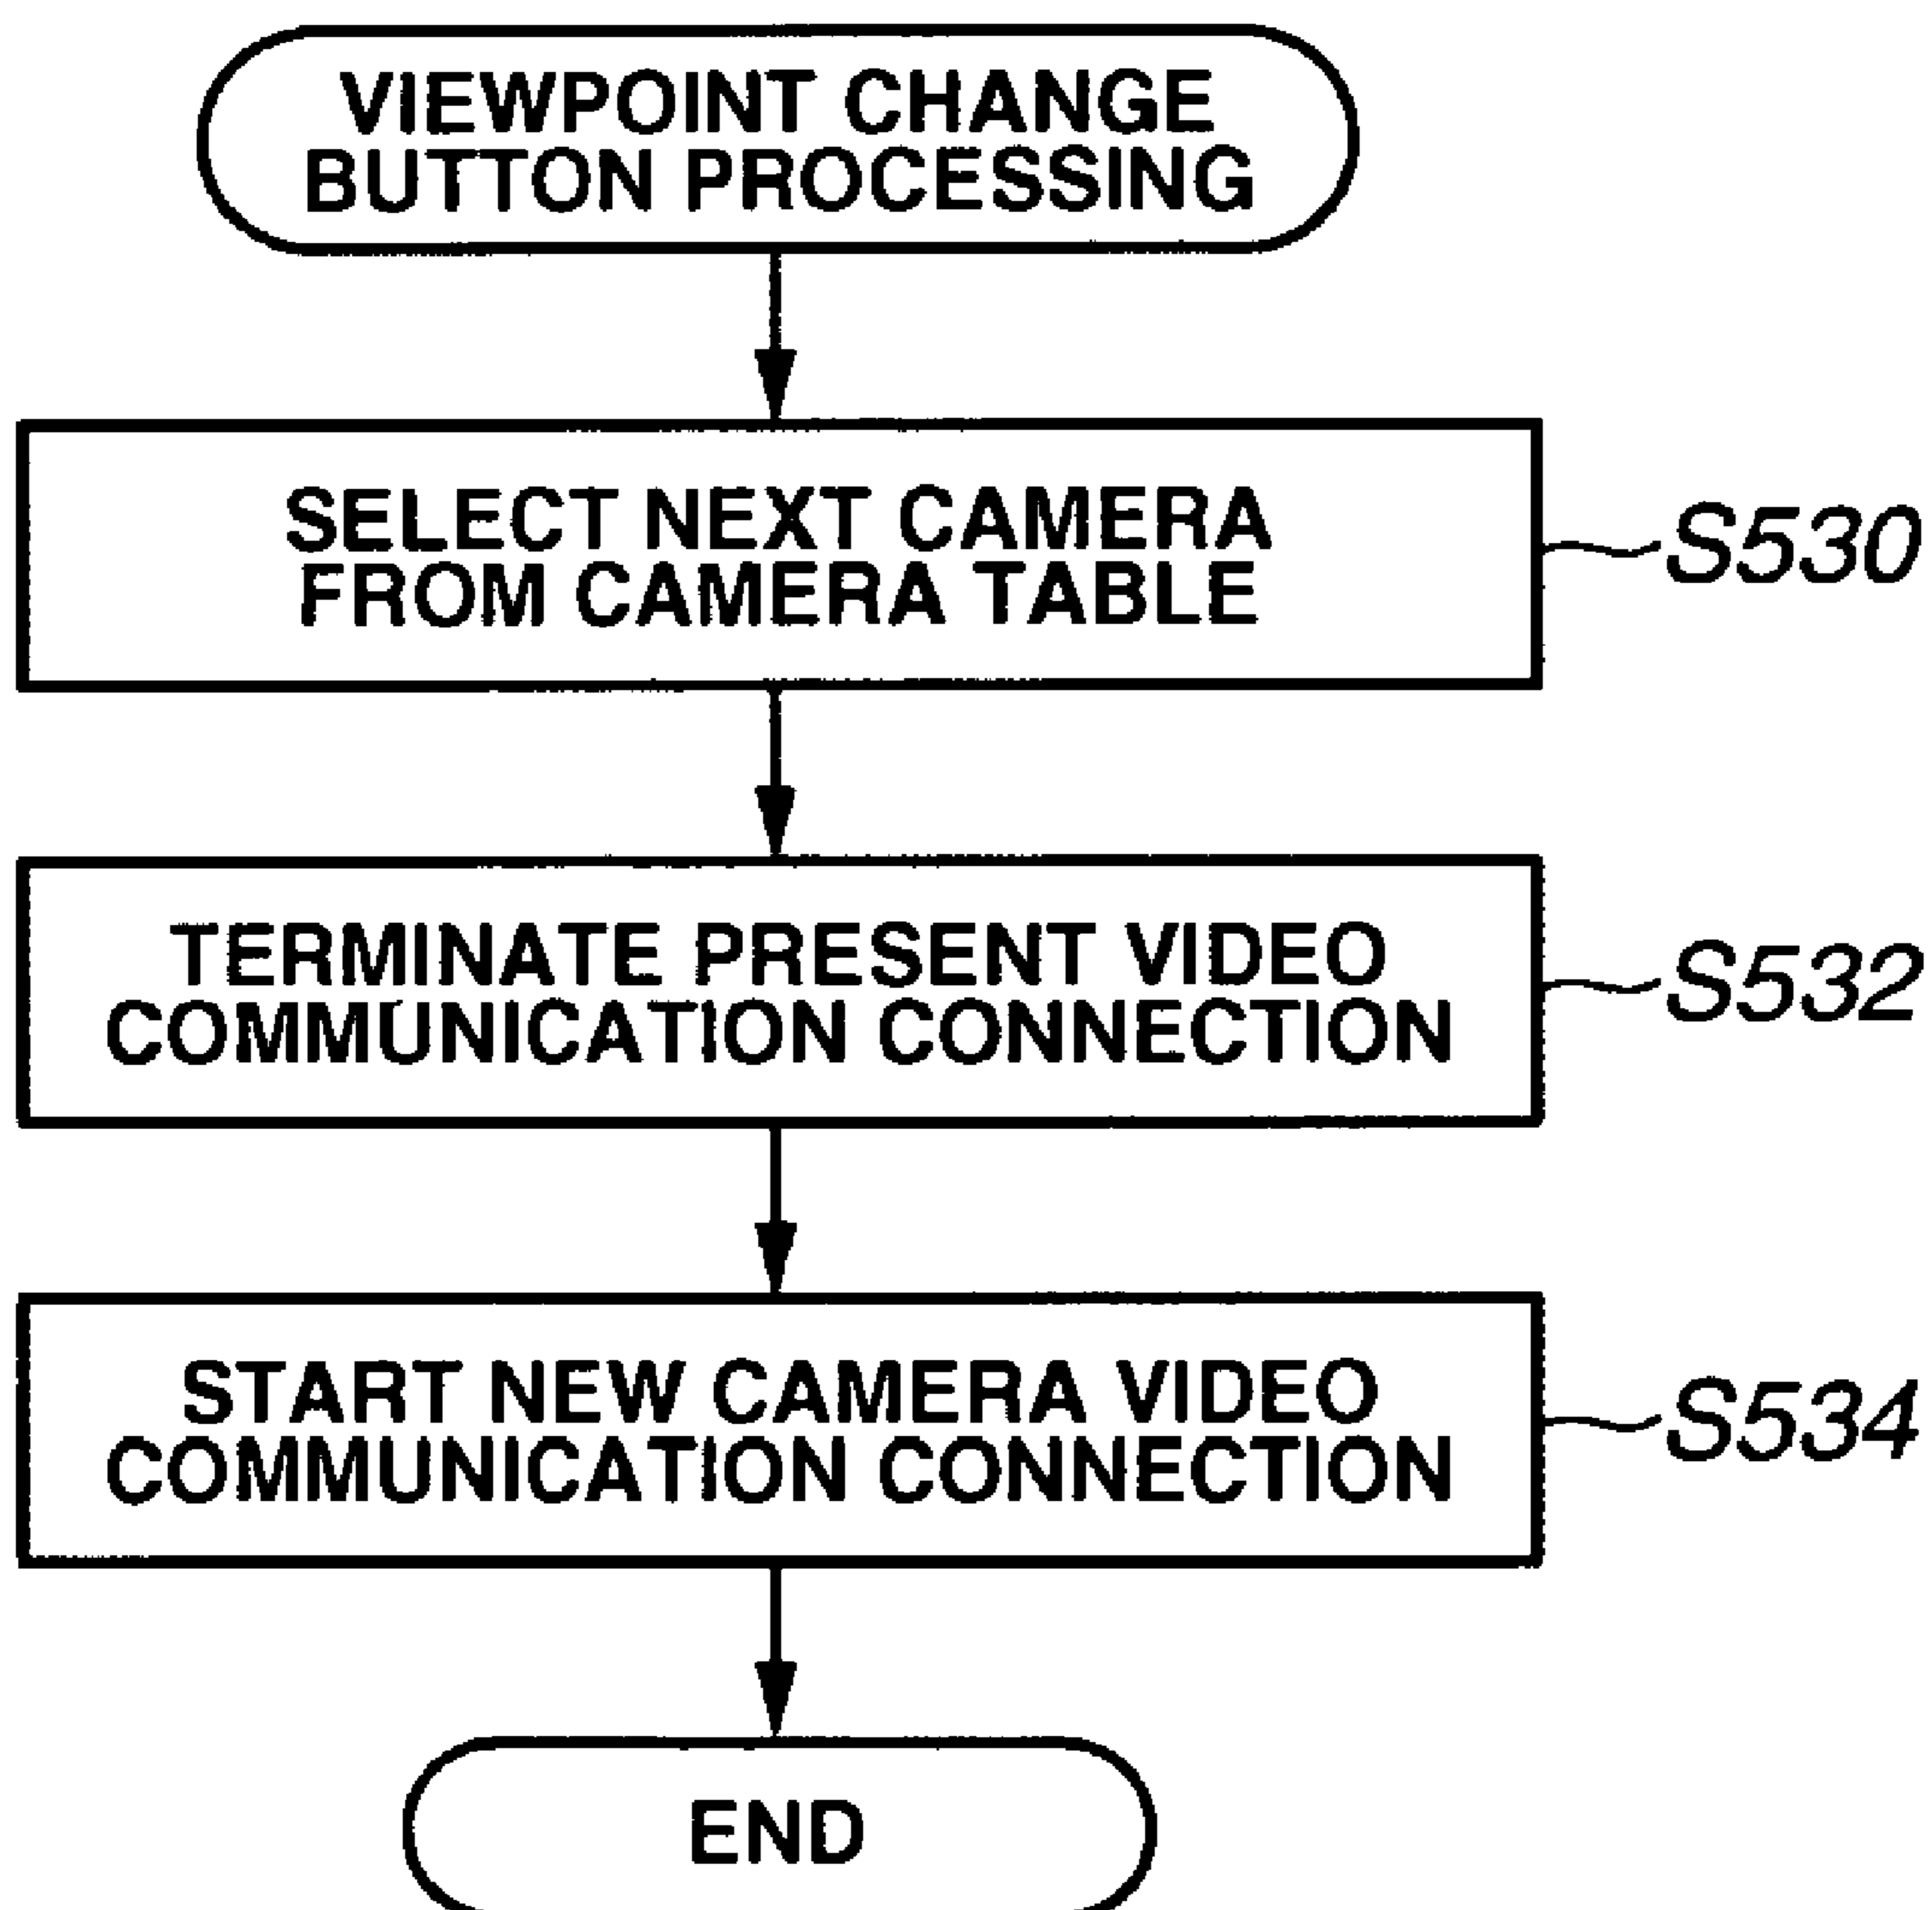 VIEWPOINT CHANGE
BUTTON PROCESSING
SELECT NEXT CAMERA
FROM CAMERA TABLE
S530
TERMINATE PRESENT VIDEO
COMMUNICATION CONNECTION
S532
START NEW CAMERA VIDEO
COMMUNICATION CONNECTION
S534
END